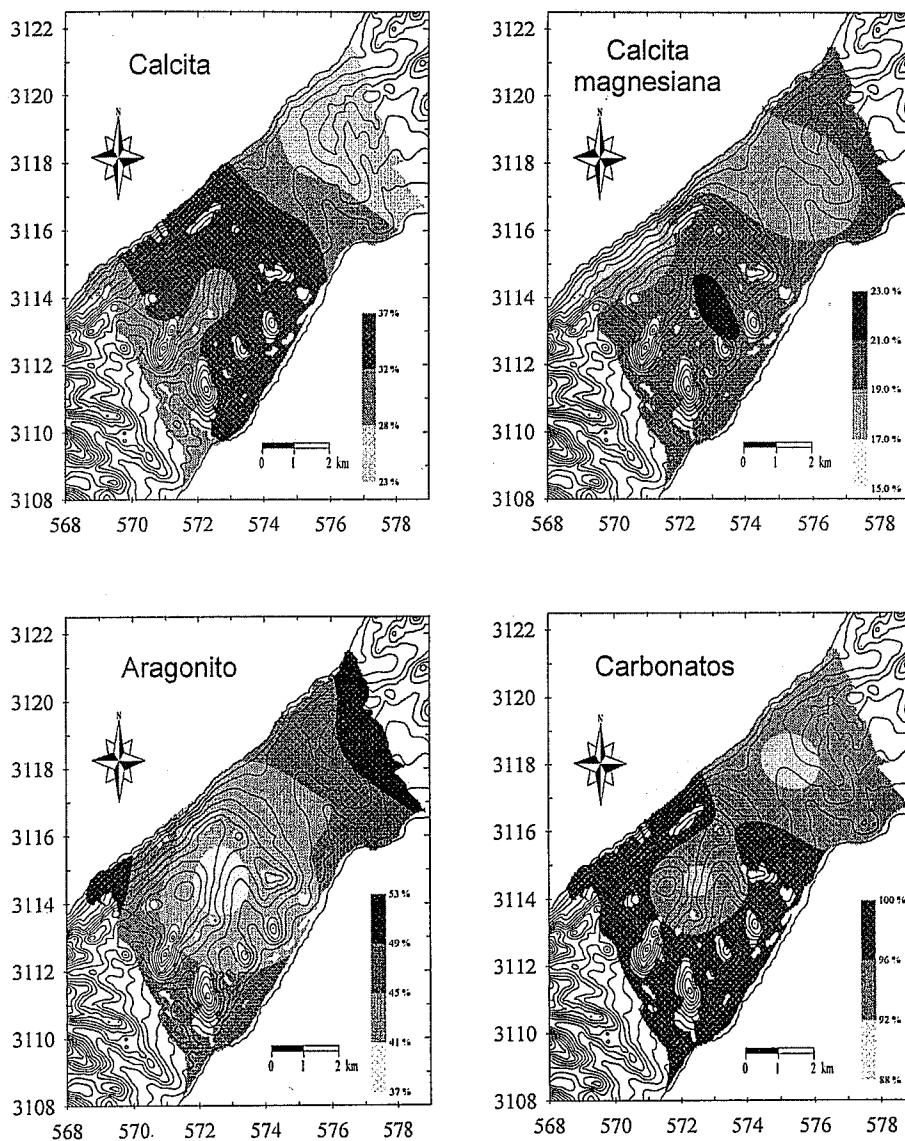 Calcita
N
3122
3120
3118
3116
3114
3112
3110
3108
568 570 572 574 576 578
37 %
32 %
28 %
23 %
0 1 2 km
Calcita
magnesiana
N
3122
3120
3118
3116
3114
3112
3110
3108
568 570 572 574 576 578
23.0 %
21.0 %
19.0 %
17.0 %
15.0 %
0 1 2 km
Aragonito
N
3122
3120
3118
3116
3114
3112
3110
3108
568 570. 572 574 576 578
53 %
49 %
45 %
41 %
37 %
0 1 2 km
Carbonatos
N
3122
3120
3118
3116
3114
3112
3110
3108
568 570 572 574 576 578
100 %
96 %
92 %
88 %
0 1 2 km